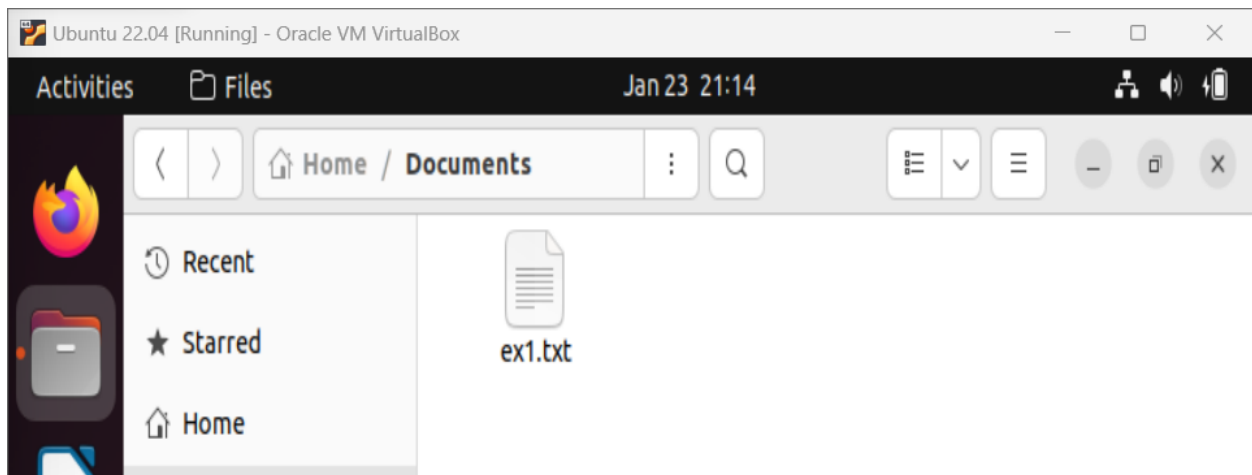 Ubuntu 22.04 [Running] - Oracle VM VirtualBox
Activities Files Jan 23 21:14
Home / Documents
Recent
Starred
ex1.txt
Home